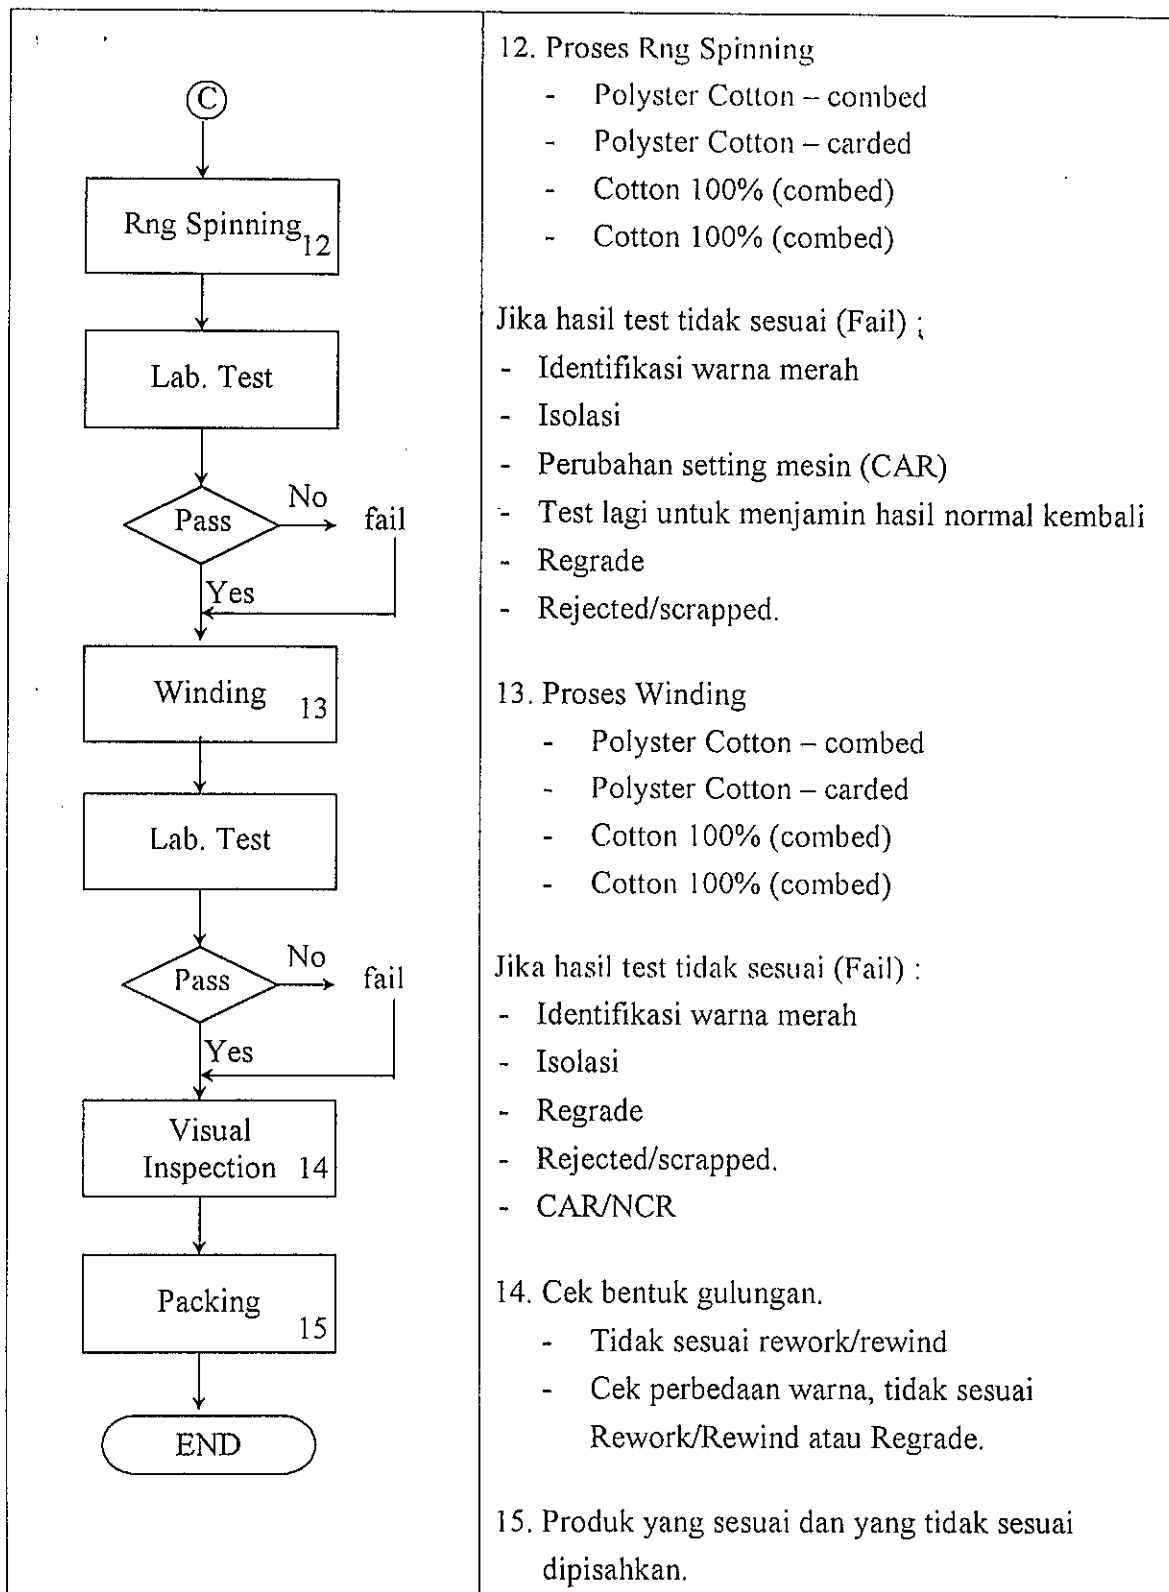 C
Rng Spinning
12
Lab. Test
Pass
No
fail
Yes
Winding
13
Lab. Test
Pass
No
fail
Yes
Visual
Inspection 14
Packing
15
END
12. Proses Rng Spinning
- Polyster Cotton – combed
- Polyster Cotton – carded
- Cotton 100% (combed)
- Cotton 100% (combed)
Jika hasil test tidak sesuai (Fail) ;
- Identifikasi warna merah
- Isolasi
- Perubahan setting mesin (CAR)
- Test lagi untuk menjamin hasil normal kembali
- Regrade
- Rejected/scrapped.
13. Proses Winding
- Polyster Cotton – combed
- Polyster Cotton – carded
- Cotton 100% (combed)
- Cotton 100% (combed)
Jika hasil test tidak sesuai (Fail) :
- Identifikasi warna merah
- Isolasi
- Regrade
- Rejected/scrapped.
- CAR/NCR
14. Cek bentuk gulungan.
- Tidak sesuai rework/rewind
- Cek perbedaan warna, tidak sesuai
Rework/Rewind atau Regrade.
15. Produk yang sesuai dan yang tidak sesuai
dipisahkan.